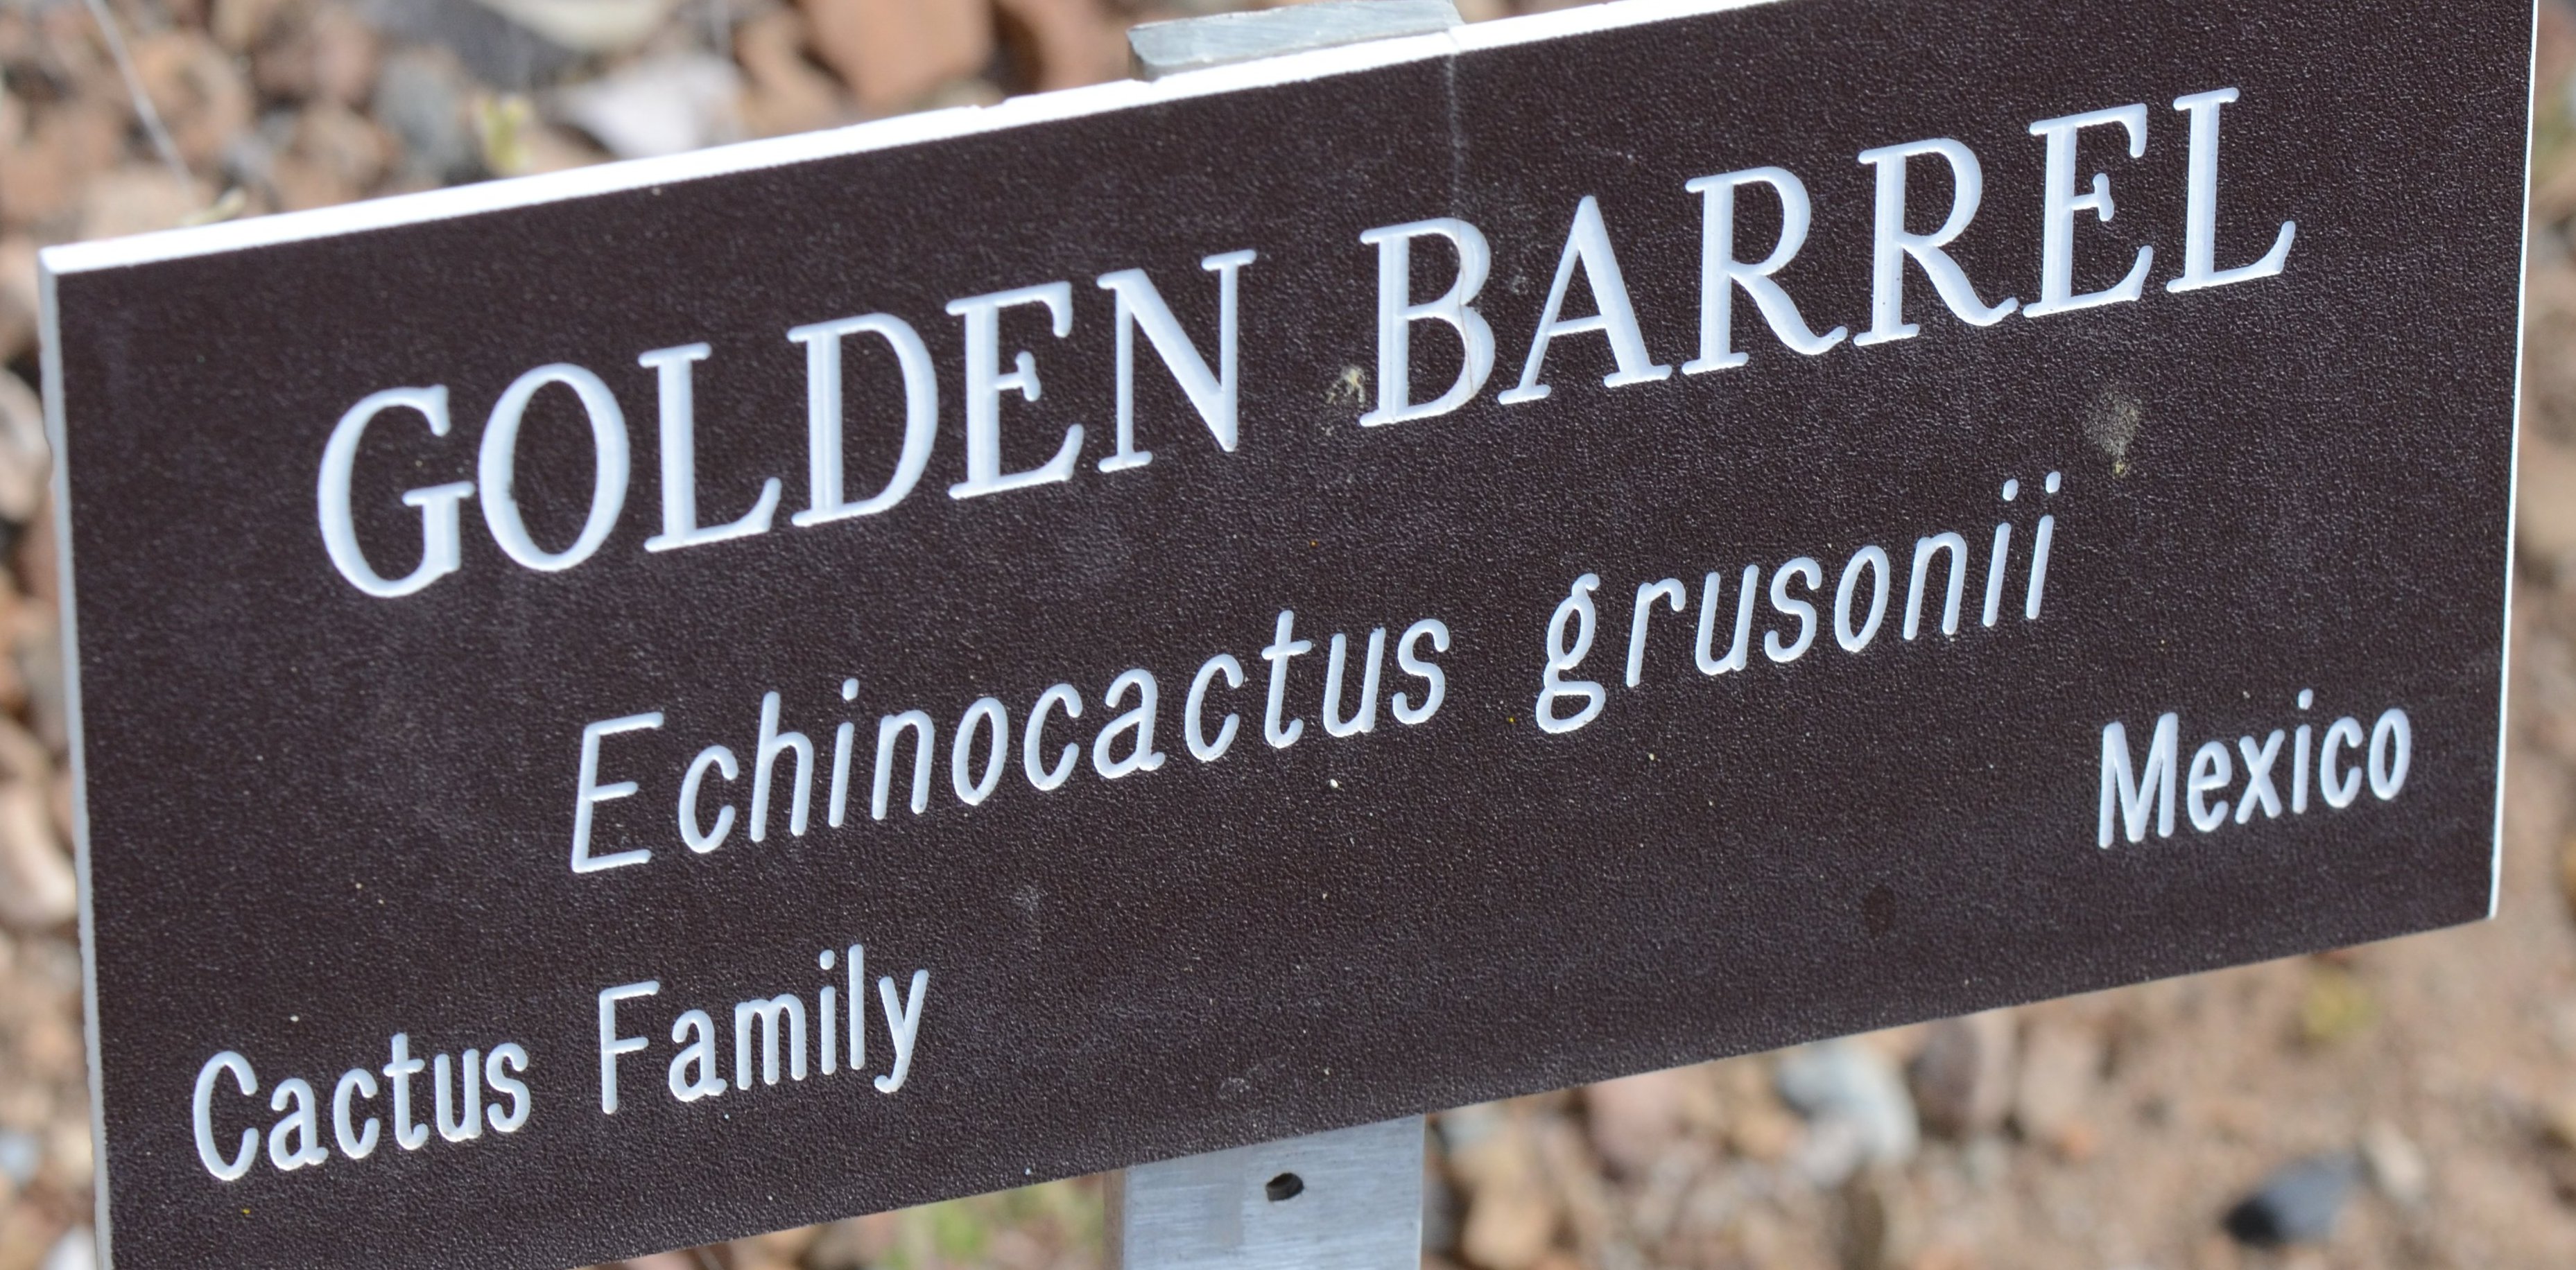 GOLDEN BARREL
Echinocactus grusonii
Mexico
Cactus Family